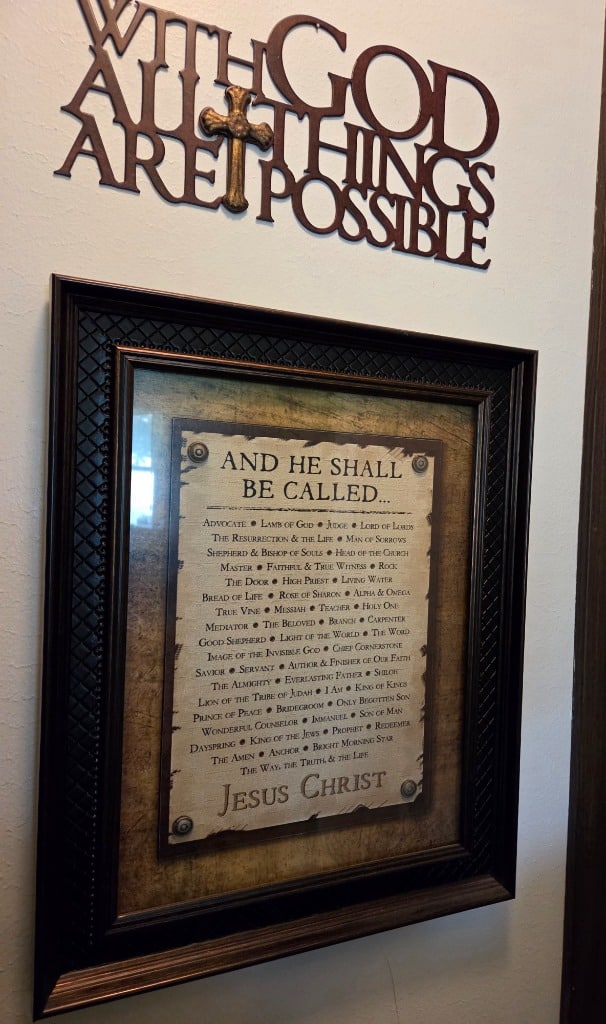 WITH GOD
ALL THINGS
ARE POSSIBLE
AND HE SHALL
BE CALLED...
ADVOCATE • LAMB OF GOD • JUDGE • LORD OF LORDS
THE RESURRECTION & THE LIFE • MAN OF SORROWS
SHEPHERD & BISHOP OF SOULS • HEAD OF THE CHURCH
MASTER • FAITHFUL & TRUE WITNESS • ROCK
THE DOOR • HIGH PRIEST • LIVING WATER
BREAD OF LIFE • ROSE OF SHARON • ALPHA & OMEGA
TRUE VINE • MESSIAH • TEACHER • HOLY ONE
MEDIATOR • THE BELOVED • BRANCH • CARPENTER
GOOD SHEPHERD • LIGHT OF THE WORLD • THE WORD
IMAGE OF THE INVISIBLE GOD • CHIEF CORNERSTONE
SAVIOR • SERVANT • AUTHOR & FINISHER OF OUR FAITH
THE ALMIGHTY • EVERLASTING FATHER • SHILOH
LION OF THE TRIBE OF JUDAH • I AM • KING OF KINGS
PRINCE OF PEACE • BRIDEGROOM • ONLY BEGOTTEN SON
WONDERFUL COUNSELOR • IMMANUEL • SON OF MAN
DAYSPRING • KING OF THE JEWS • PROPHET • REDEEMER
THE AMEN • ANCHOR • BRIGHT MORNING STAR
THE WAY, THE TRUTH, & THE LIFE
JESUS CHRIST